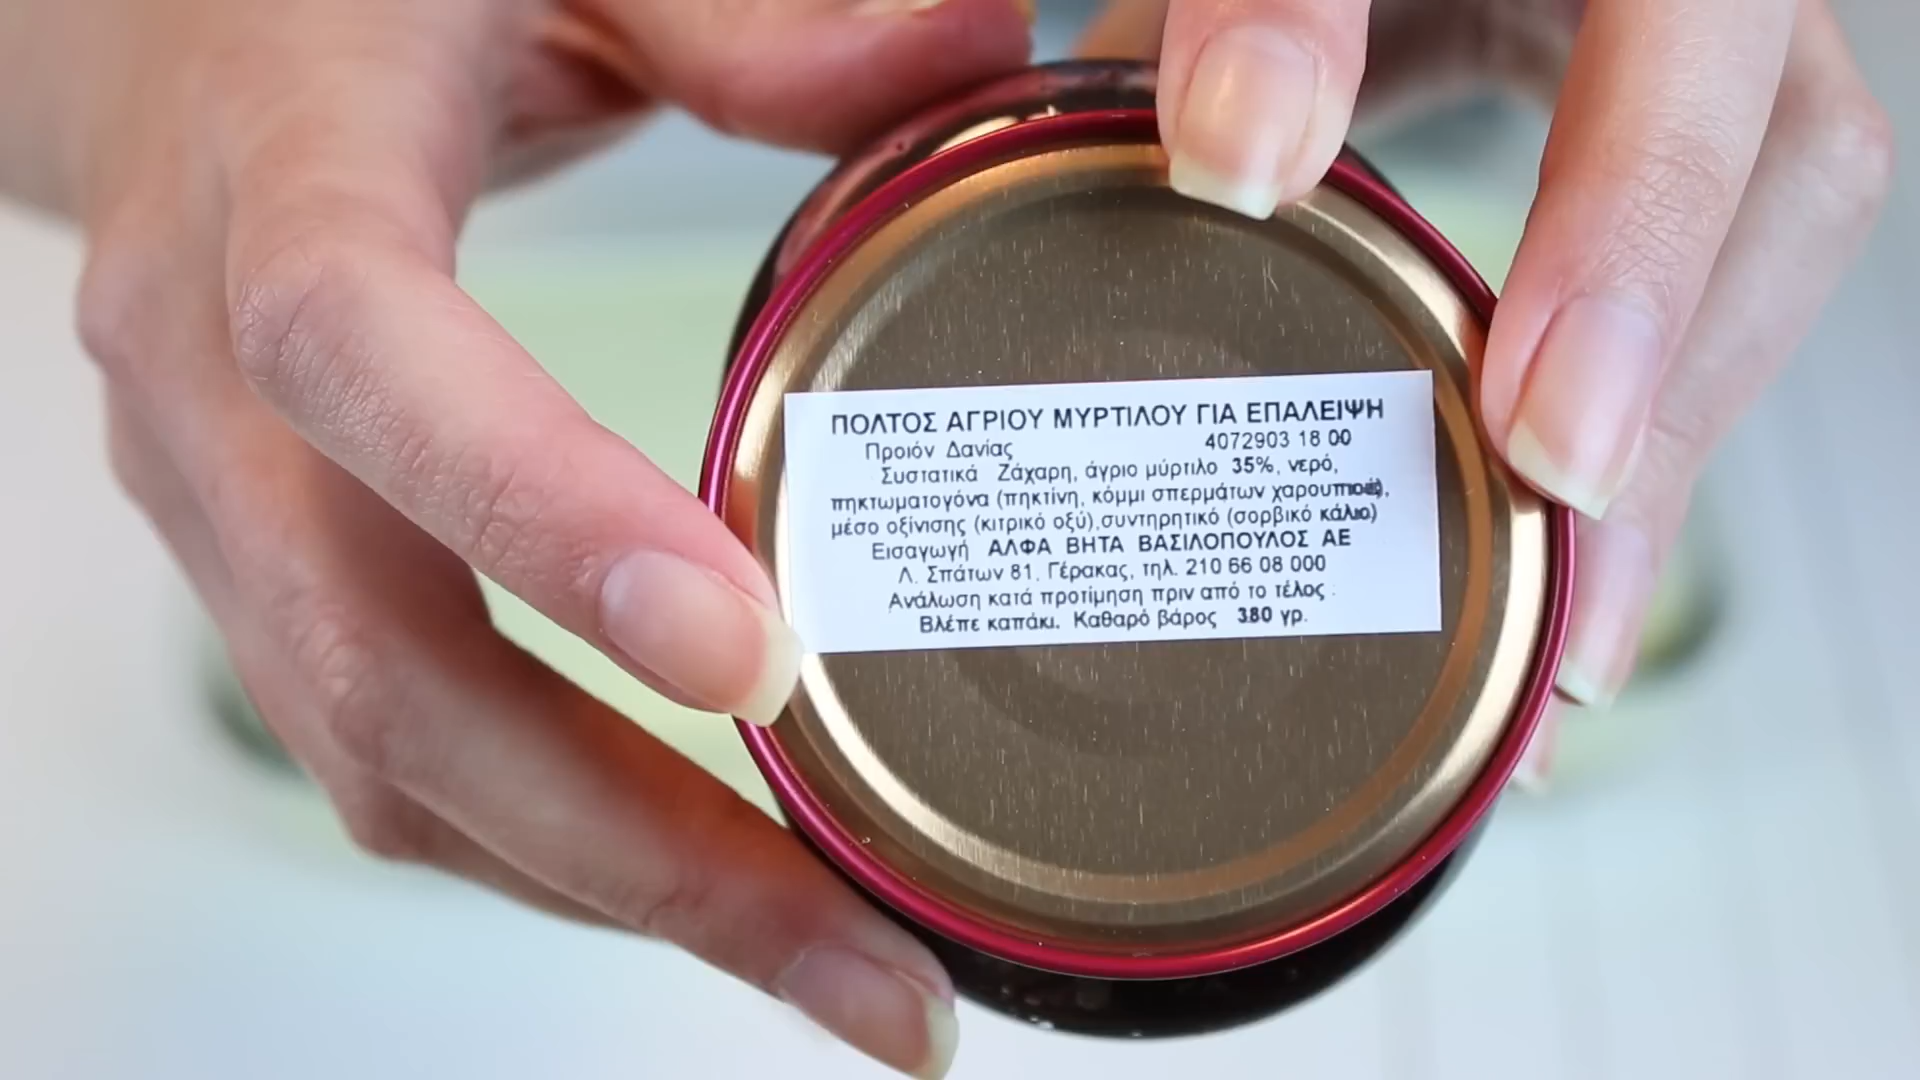 ΠΟΛΤΟΣ ΑΓΡΙΟΥ ΜΥΡΤΙΛΟΥ ΓΙΑ ΕΠΑΛΕΙΨΗ
Προιόν Δανίας 4072903 18 00
Συστατικά Ζάχαρη, άγριο μύρτιλο 35%, νερό,
πηκτωματογόνα (πηκτίνη, κόμμι σπερμάτων
μέσο οξίνισης (κιτρικό οξύ),συντηρητικό (σορβικό κάλιο)
Εισαγωγή ΑΛΦΑ ΒΗΤΑ ΒΑΣΙΛΟΠΟΥΛΟΣ ΑΕ
Λ. Σπάτων 81, Γέρακας, τηλ. 210 66 08 000
Ανάλωση κατά προτίμηση πριν από το τέλος :
Βλέπε καπάκι. Καθαρό βάρος 380 γρ.